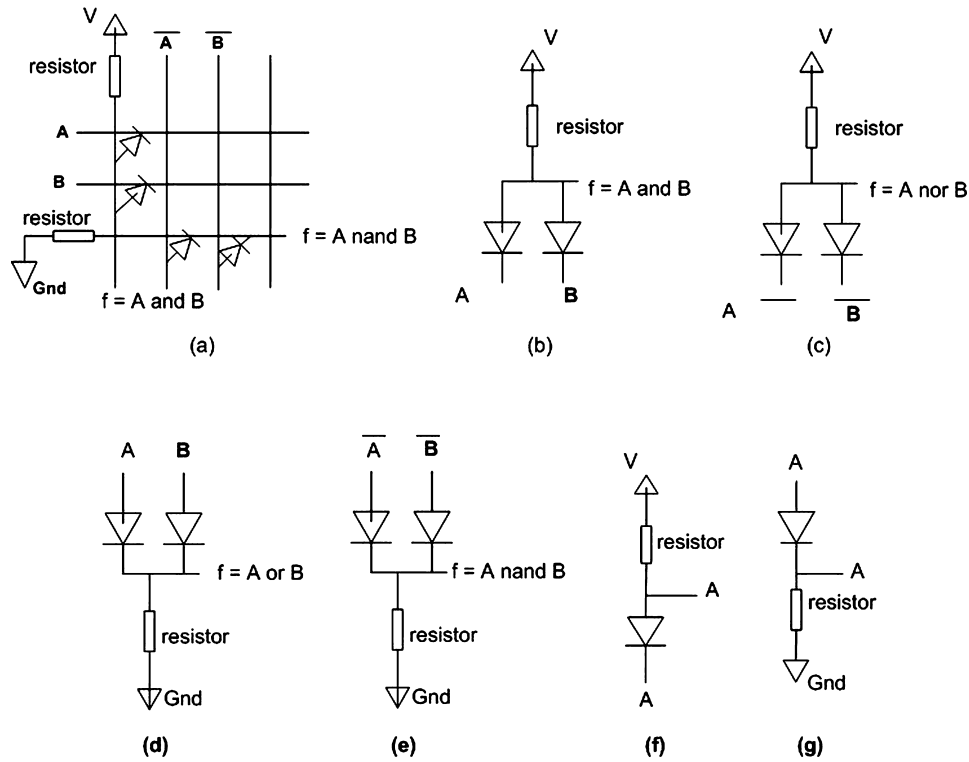 V
A̅ B̅
resistor
A
B
resistor
f = A nand B
Gnd
f = A and B
(a)
V
resistor
f = A and B
A B
(b)
V
resistor
f = A nor B
A B̅
(c)
A B
f = A or B
resistor
Gnd
(d)
A̅ B̅
f = A nand B
resistor
Gnd
(e)
V
resistor
A
A
(f)
A
A
resistor
Gnd
(g)